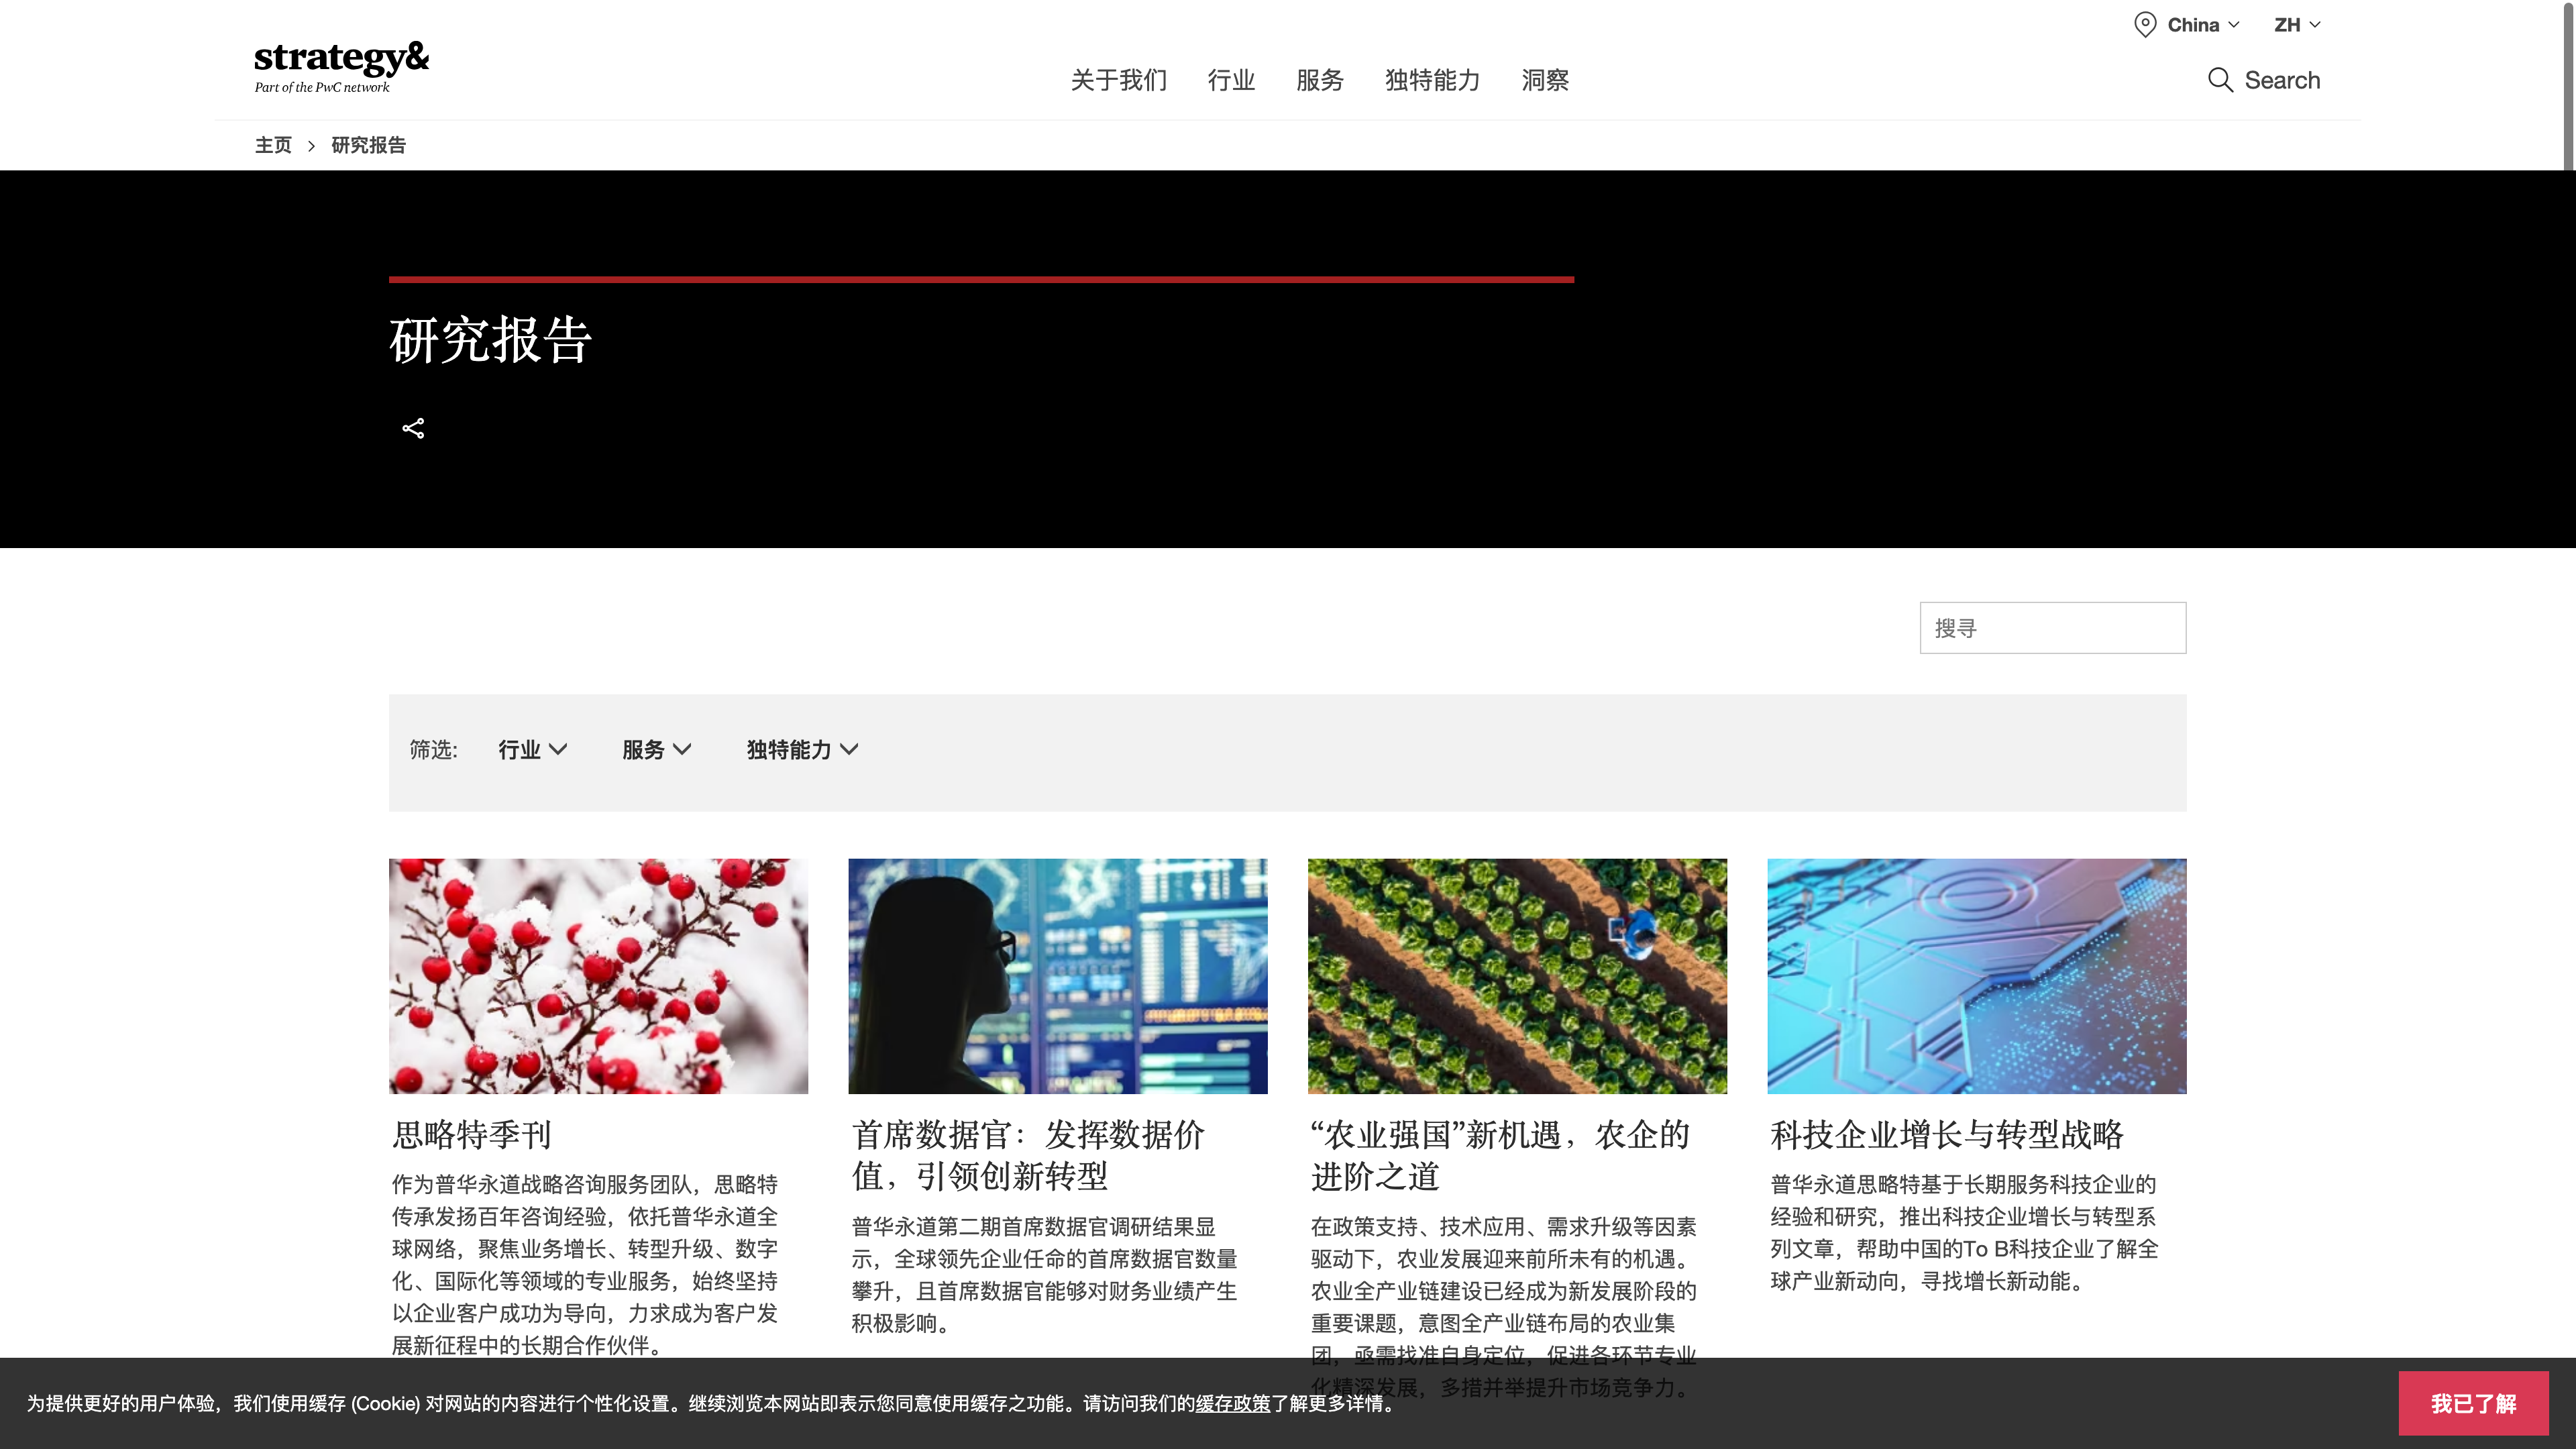 China
ZH
strategy&
Part of the PwC network
关于我们
行业
服务
独特能力
洞察
Search
主页
研究报告
研究报告
搜寻
筛选:
行业
服务
独特能力
思略特季刊
作为普华永道战略咨询服务团队，思略特
传承发扬百年咨询经验，依托普华永道全
球网络，聚焦业务增长、转型升级、数字
化、国际化等领域的专业服务，始终坚持
以企业客户成功为导向，力求成为客户发
展新征程中的长期合作伙伴。
首席数据官：发挥数据价
值，引领创新转型
普华永道第二期首席数据官调研结果显
示，全球领先企业任命的首席数据官数量
攀升，且首席数据官能够对财务业绩产生
积极影响。
“农业强国”新机遇，农企的
进阶之道
在政策支持、技术应用、需求升级等因素
驱动下，农业发展迎来前所未有的机遇。
农业全产业链建设已经成为新发展阶段的
重要课题，意图全产业链布局的农业集
团，亟需找准自身定位，促进各环节专业
化精深发展，多措并举提升市场竞争力。
科技企业增长与转型战略
普华永道思略特基于长期服务科技企业的
经验和研究，推出科技企业增长与转型系
列文章，帮助中国的To B科技企业了解全
球产业新动向，寻找增长新动能。
为提供更好的用户体验，我们使用缓存 (Cookie) 对网站的内容进行个性化设置。继续浏览本网站即表示您同意使用缓存之功能。请访问我们的缓存政策了解更多详情。
我已了解